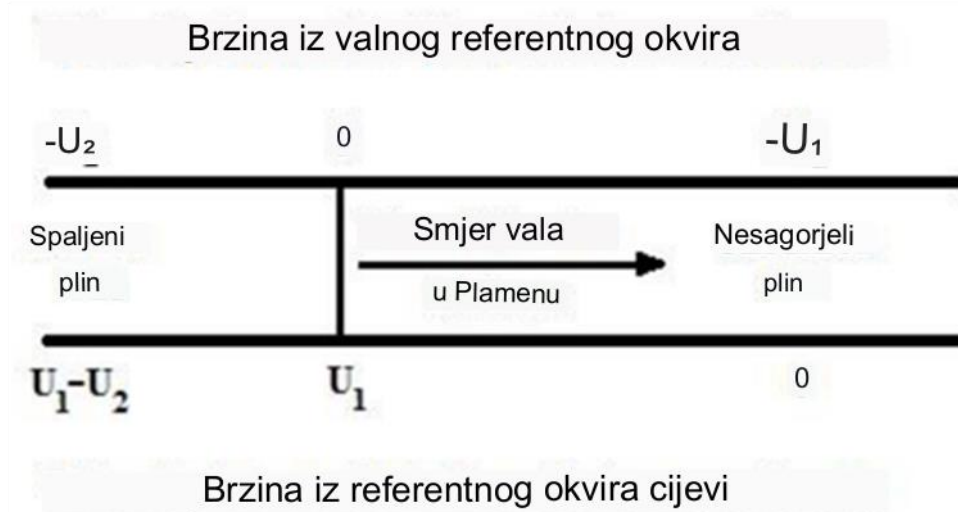 Brzina iz valnog referentnog okvira
-U₂ 0 -U₁
Spaljeni
plin
Smjer vala
u Plamenu
Nesagorjeli
plin
U₁-U₂ U₁ 0
Brzina iz referentnog okvira cijevi